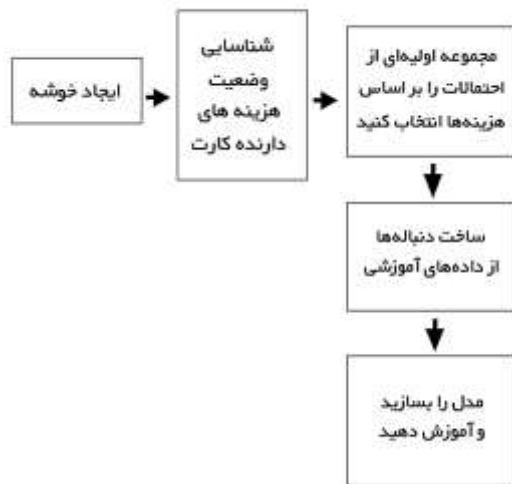 ایجاد خوشه
شناسایی
وضعیت
هزینه های
دارنده کارت
مجموعه اولیه‌ای از
احتمالات را بر اساس
هزینه‌ها انتخاب کنید
ساخت دنباله‌ها
از داده‌های آموزشی
مدل را بسازید
و آموزش دهید